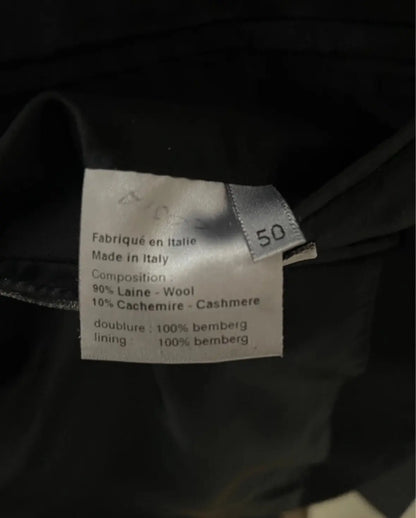 50
Fabriqué en Italie
Made in Italy
Composition :
90% Laine - Wool
10% Cachemire - Cashmere
doublure : 100% bemberg
lining : 100% bemberg